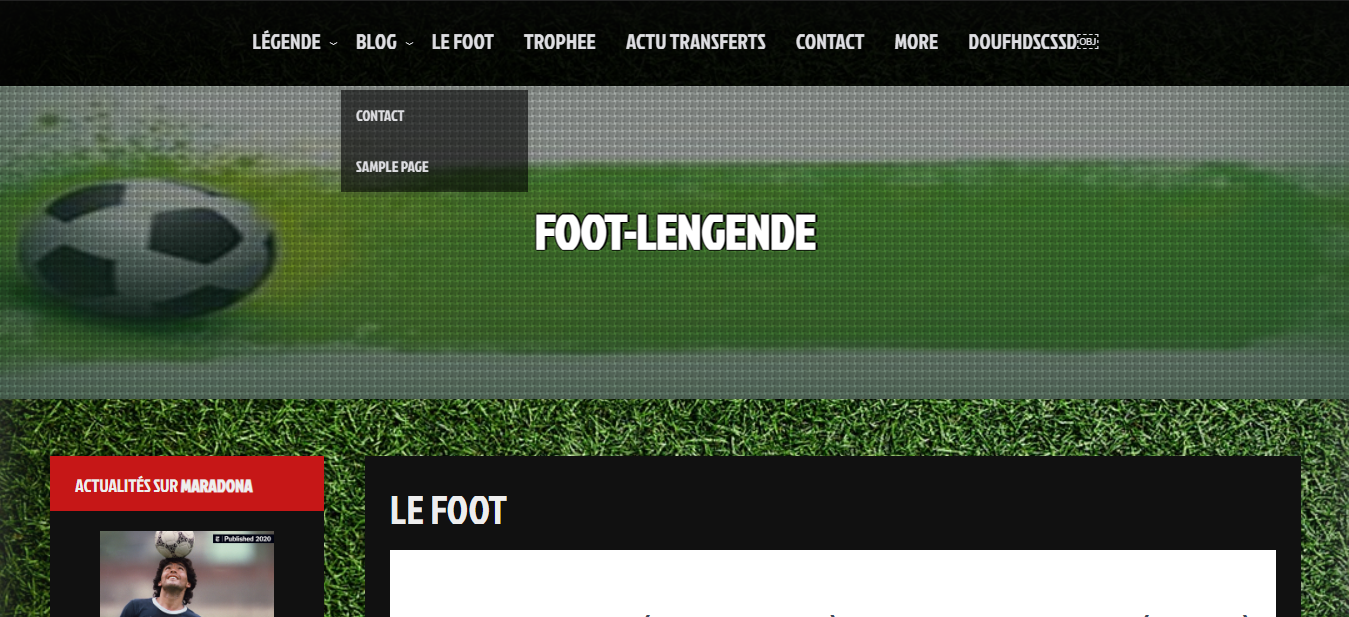 LÉGENDE BLOG LE FOOT TROPHEE ACTU TRANSFERTS CONTACT MORE DOUFHDSCSSD￼
CONTACT
SAMPLE PAGE
FOOT-LENGENDE
ACTUALITÉS SUR MARADONA
Published 2020
LE FOOT